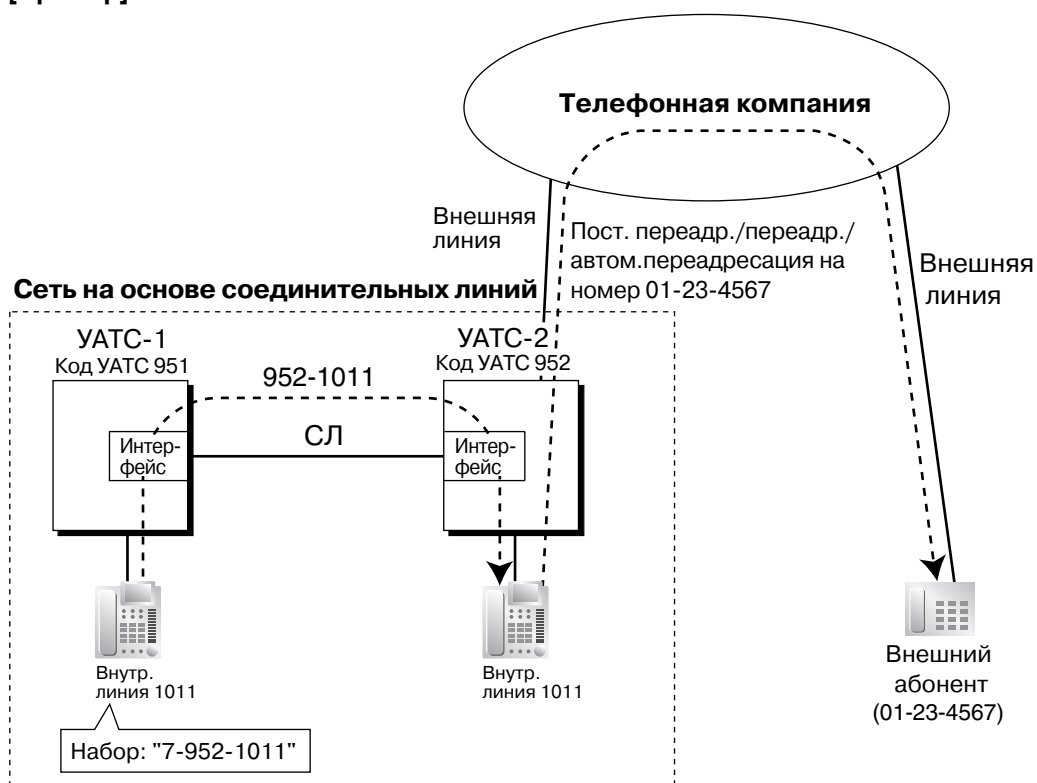 Телефонная компания
Внешняя
линия
Пост. переадр./переадр./
автом.переадресация на
номер 01-23-4567
Внешняя
линия
Сеть на основе соединительных линий
УАТС-1
Код УАТС 951
УАТС-2
Код УАТС 952
952-1011
СЛ
Интер-
фейс
Интер-
фейс
Внутр.
линия 1011
Внутр.
линия 1011
Внешний
абонент
(01-23-4567)
Набор: "7-952-1011"